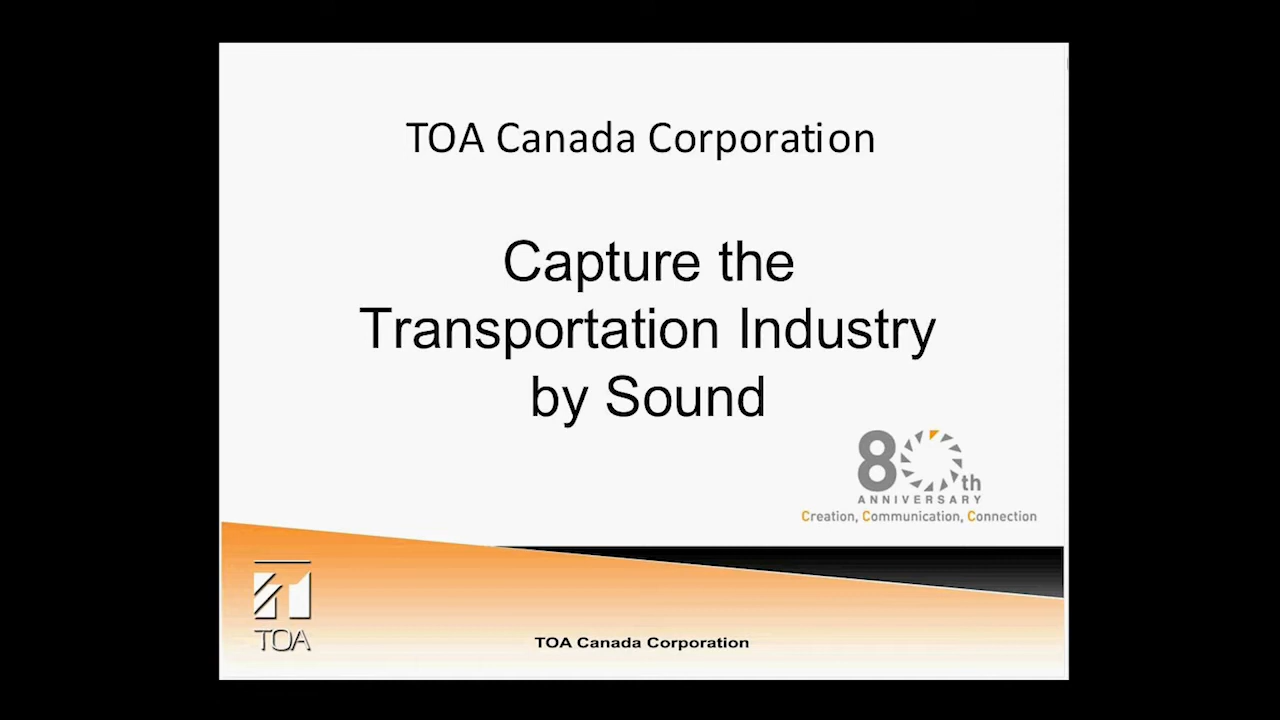 TOA Canada Corporation
Capture the
Transportation Industry
by Sound
80th
ANNIVERSARY
Creation, Communication, Connection
TOA
TOA Canada Corporation